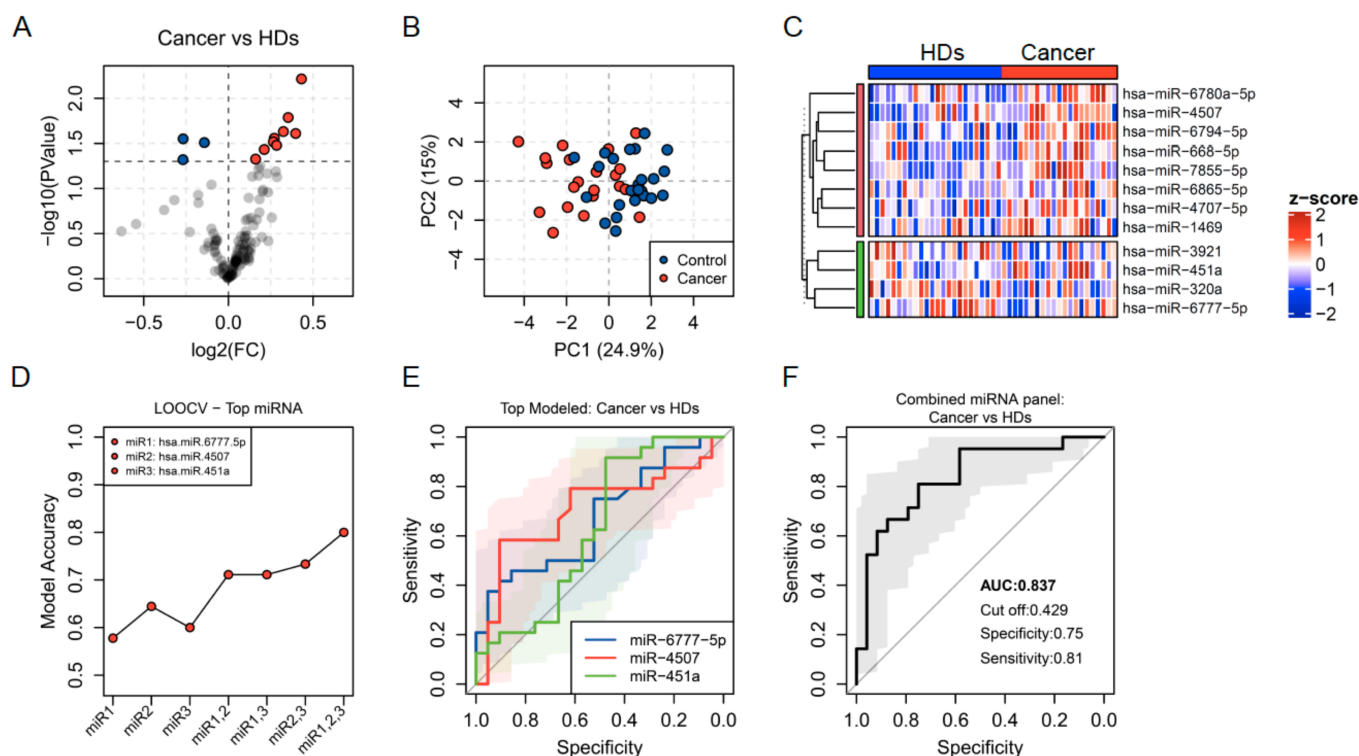 A
Cancer vs HDs
−log10(PValue)
2.0
1.5
1.0
0.5
0.0
−0.5
0.0
0.5
log2(FC)
B
PC2 (15%)
4
2
0
−2
−4
Control
Cancer
−4
−2
0
2
4
PC1 (24.9%)
C
HDs
Cancer
hsa−miR−6780a−5p
hsa−miR−4507
hsa−miR−6794−5p
hsa−miR−668−5p
hsa−miR−7855−5p
hsa−miR−6865−5p
hsa−miR−4707−5p
hsa−miR−1469
hsa−miR−3921
hsa−miR−451a
hsa−miR−320a
hsa−miR−6777−5p
z−score
2
1
0
−1
−2
D
LOOCV − Top miRNA
miR1: hsa.miR.6777.5p
miR2: hsa.miR.4507
miR3: hsa.miR.451a
Model Accuracy
1.0
0.9
0.8
0.7
0.6
0.5
miR1
miR2
miR3
miR1,2
miR1,3
miR2,3
miR1,2,3
E
Top Modeled: Cancer vs HDs
Sensitivity
1.0
0.8
0.6
0.4
0.2
0.0
miR−6777−5p
miR−4507
miR−451a
1.0
0.8
0.6
0.4
0.2
0.0
Specificity
F
Combined miRNA panel:
Cancer vs HDs
Sensitivity
1.0
0.8
0.6
0.4
0.2
0.0
AUC:0.837
Cut off:0.429
Specificity:0.75
Sensitivity:0.81
1.0
0.8
0.6
0.4
0.2
0.0
Specificity